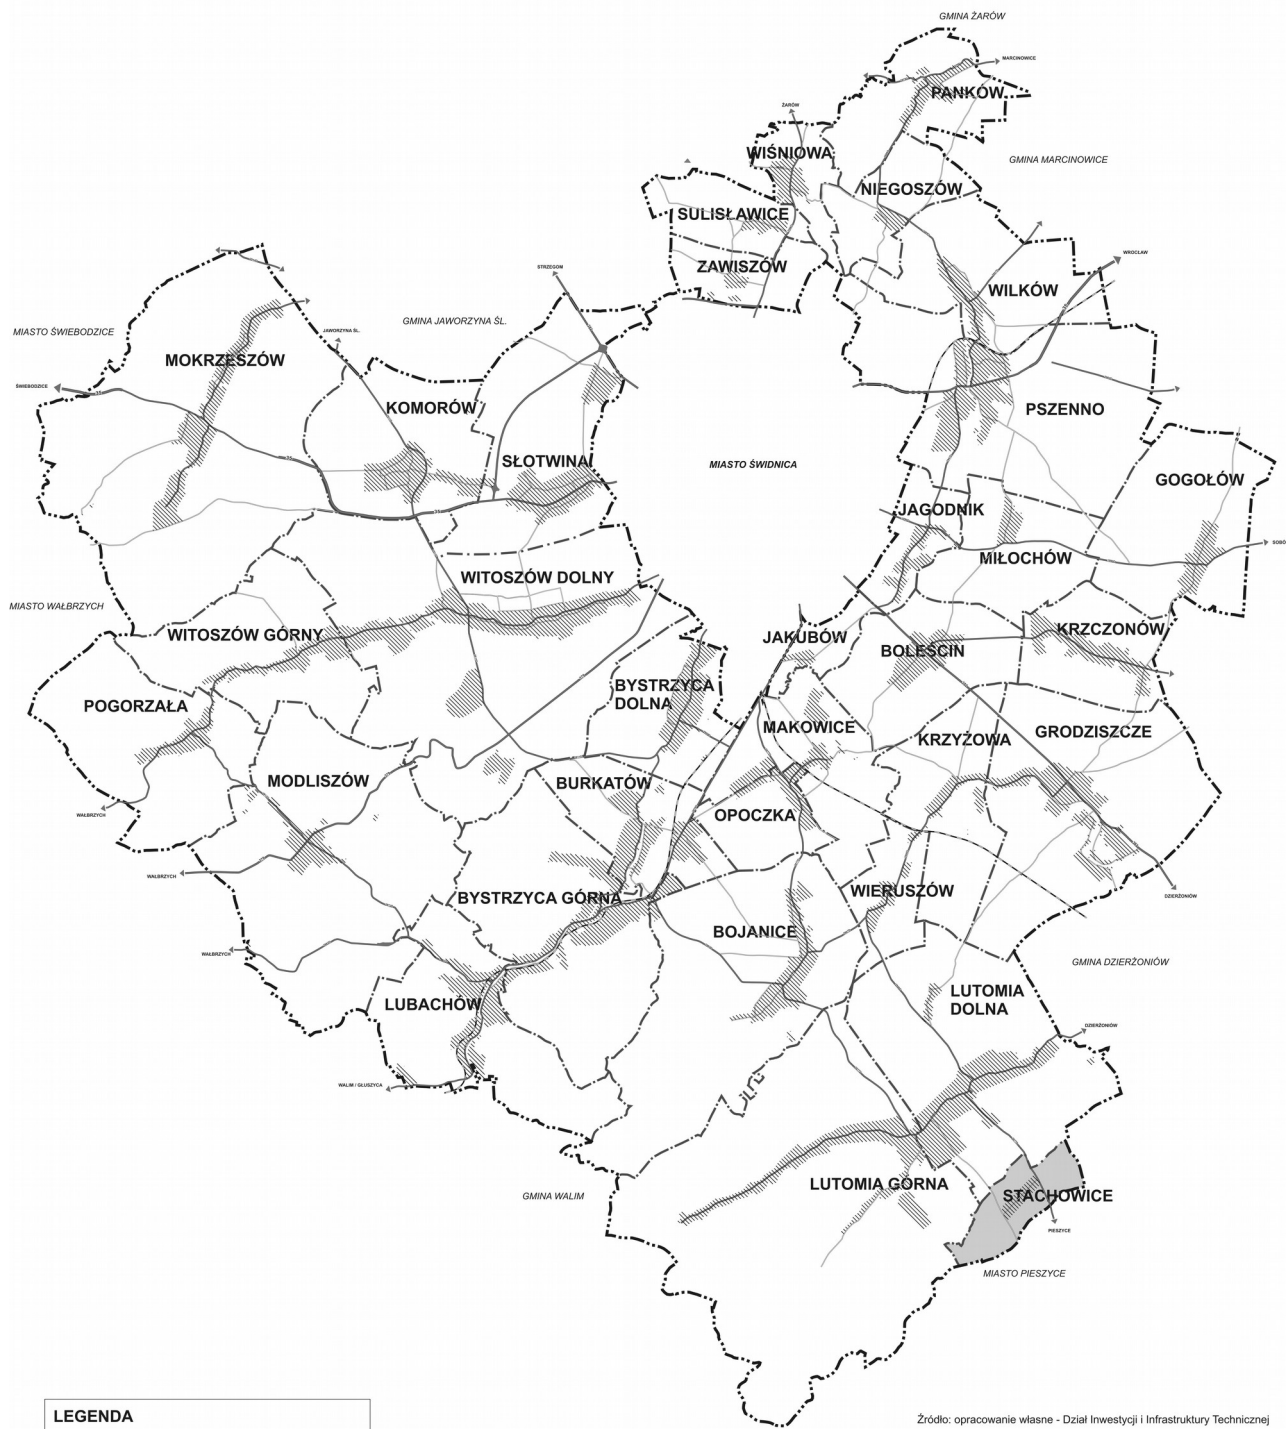 GMINA ŻARÓW
MARCINOWICE
PANKÓW
ŻARÓW
WIŚNIOWA
GMINA MARCINOWICE
NIEGOSZÓW
SULISŁAWICE
ZAWISZÓW
WROCŁAW
STRZEGOM
WILKÓW
GMINA JAWORZYNA ŚL.
MIASTO ŚWIEBODZICE
JAWORZYNA ŚL.
MOKRZESZÓW
ŚWIEBODZICE
KOMORÓW
PSZENNO
SŁOTWINA
MIASTO ŚWIDNICA
GOGOŁÓW
JAGODNIK
SOBÓ
MIŁOCHÓW
WITOSZÓW DOLNY
MIASTO WAŁBRZYCH
WITOSZÓW GÓRNY
JAKUBÓW
KRZCZONÓW
BOLEŚCIN
BYSTRZYCA
DOLNA
POGORZAŁA
MAKOWICE
KRZYŻOWA
GRODZISZCZE
MODLISZÓW
BURKATÓW
OPOCZKA
WAŁBRZYCH
WAŁBRZYCH
WIERUSZÓW
DZIERŻONIÓW
BYSTRZYCA GÓRNA
BOJANICE
WAŁBRZYCH
GMINA DZIERŻONIÓW
LUTOMIA
DOLNA
LUBACHÓW
DZIERŻONIÓW
WALIM / GŁUSZYCA
LUTOMIA GÓRNA
GMINA WALIM
STACHOWICE
PIESZYCE
MIASTO PIESZYCE
LEGENDA
Źródło: opracowanie własne - Dział Inwestycji i Infrastruktury Technicznej